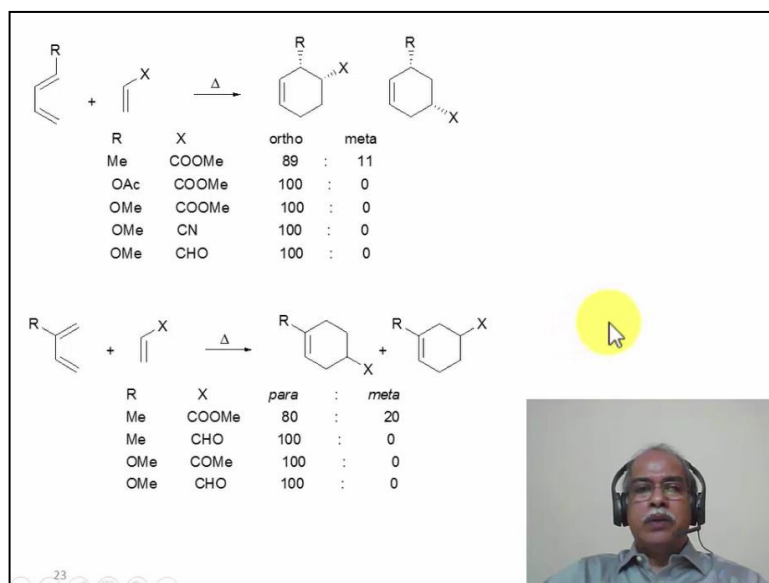 R
R
R
X
X
+
Δ
X
R X ortho meta
Me COOMe 89 : 11
OAc COOMe 100 : 0
OMe COOMe 100 : 0
OMe CN 100 : 0
OMe CHO 100 : 0
R
X
+
Δ
R
X
+
R
X
R X para : meta
Me COOMe 80 : 20
Me CHO 100 : 0
OMe COMe 100 : 0
OMe CHO 100 : 0
23